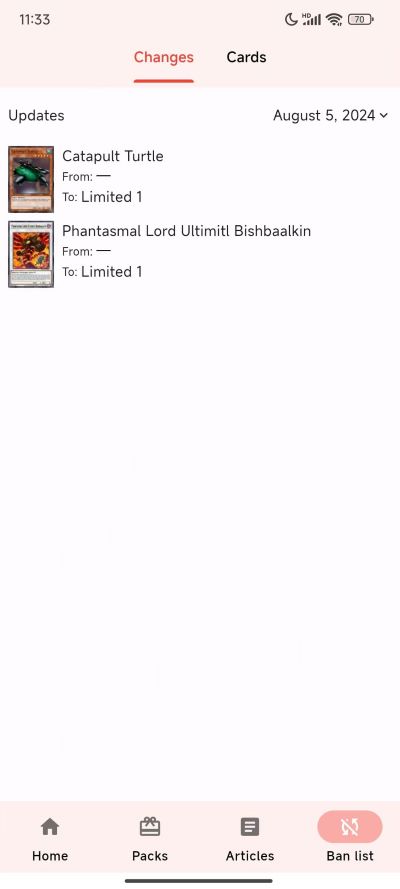 11:33
HD
70
Changes
Cards
Updates
August 5, 2024
Catapult Turtle
From: —
To: Limited 1
Phantasmal Lord Ultimitl Bishbaalkin
From: —
To: Limited 1
Home
Packs
Articles
Ban list